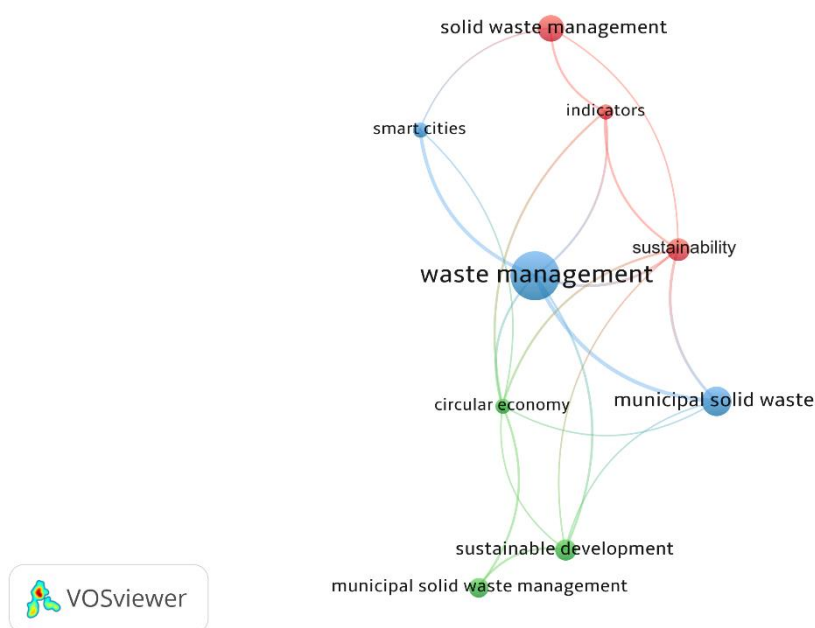 solid waste management
indicators
smart cities
sustainability
waste management
circular economy
municipal solid waste
sustainable development
municipal solid waste management
VOSviewer